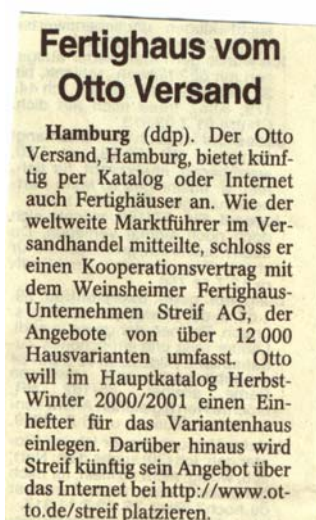 Fertighaus vom
Otto Versand
Hamburg (ddp). Der Otto
Versand, Hamburg, bietet künf-
tig per Katalog oder Internet
auch Fertighäuser an. Wie der
weltweite Marktführer im Ver-
sandhandel mitteilte, schloss er
einen Kooperationsvertrag mit
dem Weinsheimer Fertighaus-
Unternehmen Streif AG, der
Angebote von über 12 000
Hausvarianten umfasst. Otto
will im Hauptkatalog Herbst-
Winter 2000/2001 einen Ein-
hefter für das Variantenhaus
einlegen. Darüber hinaus wird
Streif künftig sein Angebot über
das Internet bei http://www.ot-
to.de/streif platzieren.